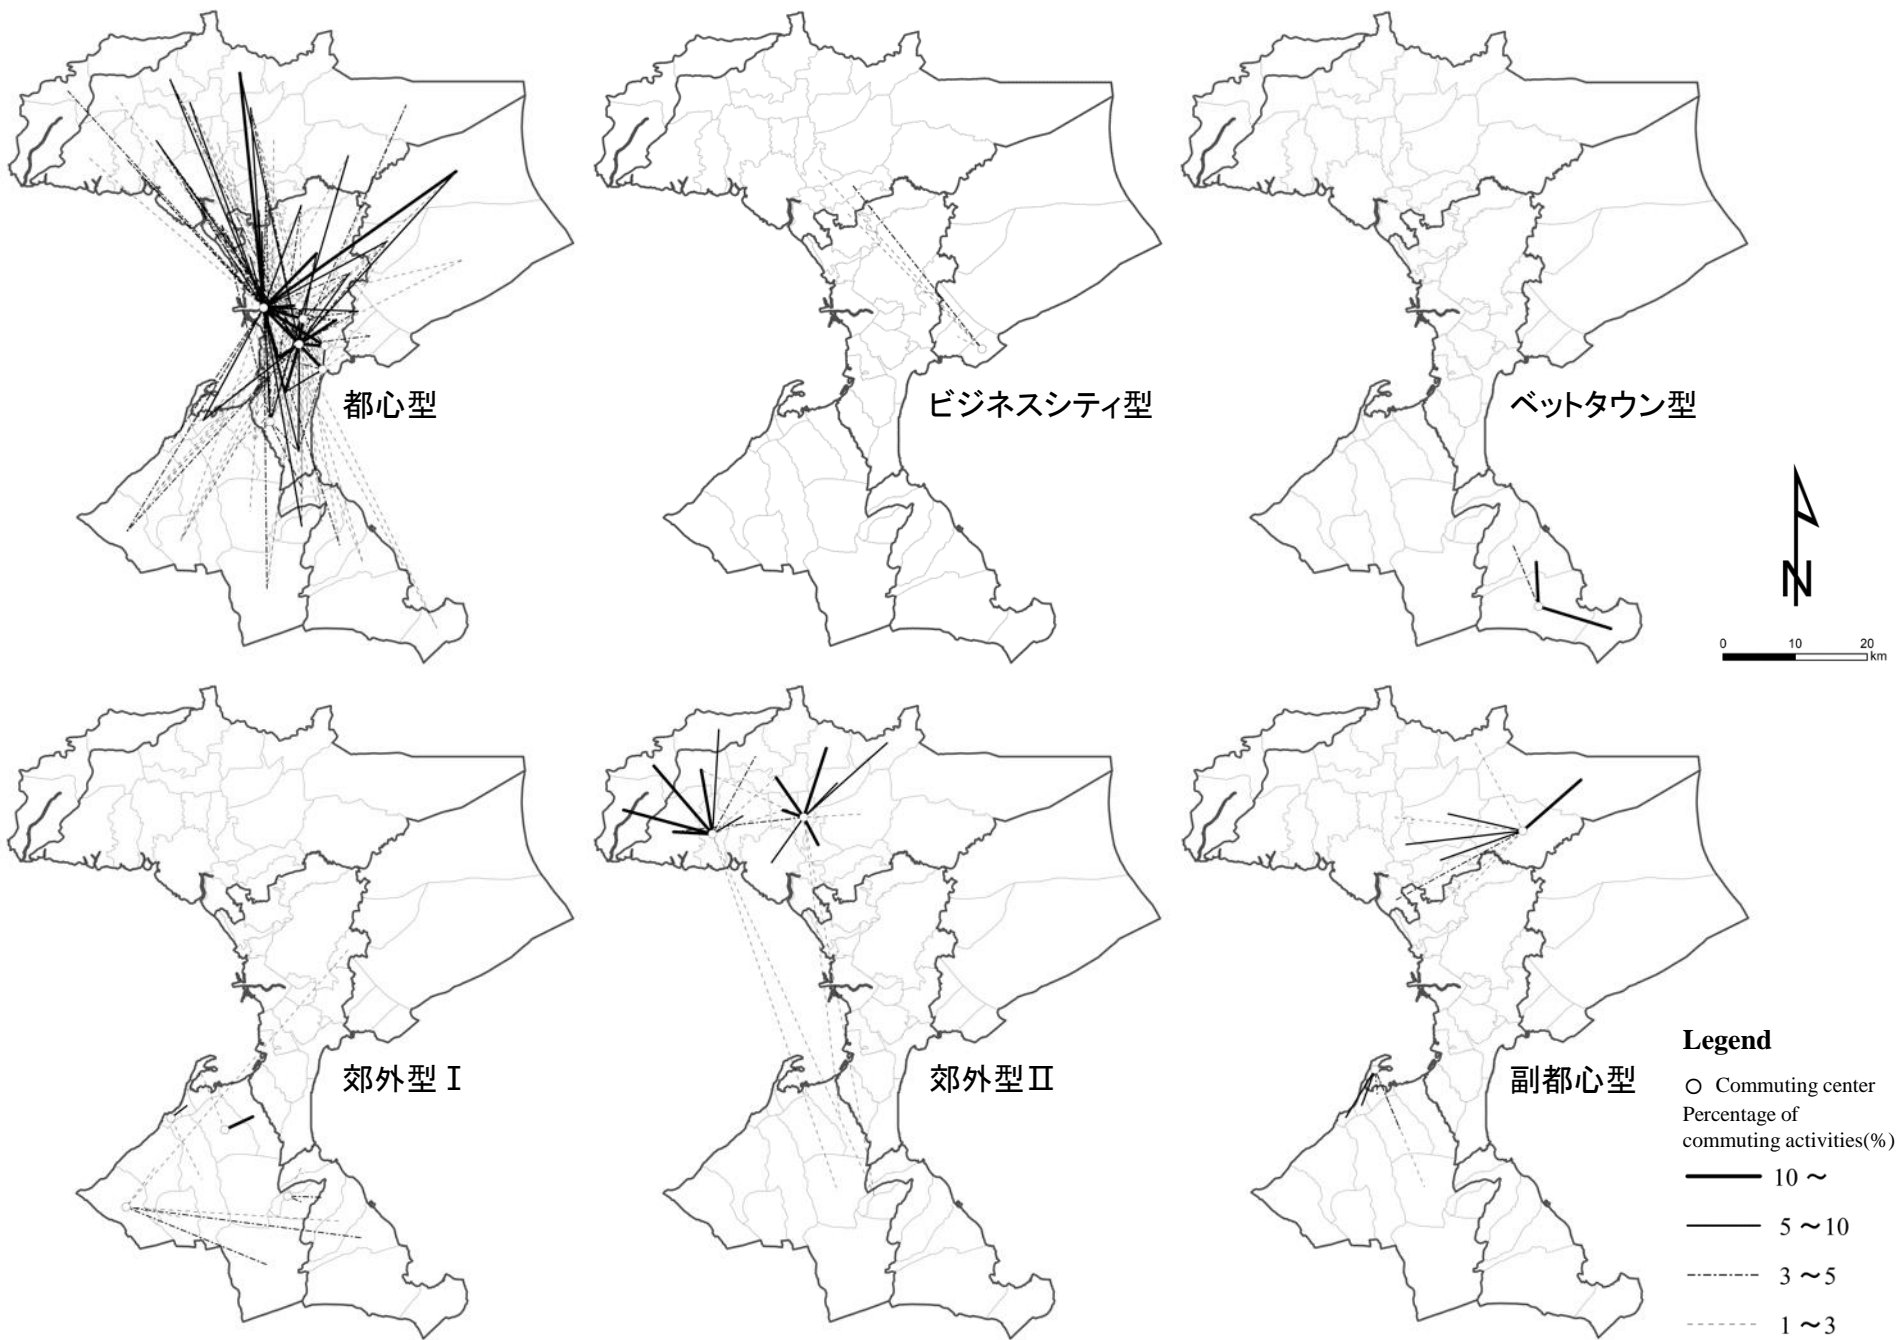 都心型
ビジネスシティ型
ベットタウン型
N
0 10 20
km
郊外型Ⅰ
郊外型Ⅱ
副都心型
Legend
Commuting center
Percentage of
commuting activities(%)
10 ~
5 ~10
3 ~5
1 ~3